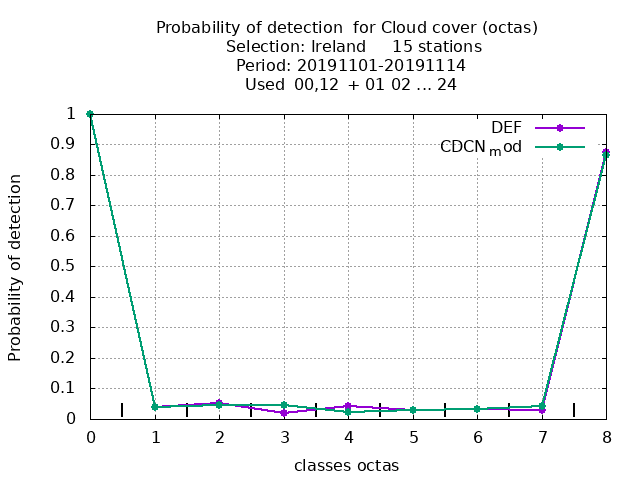 Probability of detection  for Cloud cover (octas)
Selection: Ireland     15 stations
Period: 20191101-20191114
Used  00,12  + 01 02 ... 24
DEF
CDCNmod
1
0.9
0.8
0.7
0.6
0.5
0.4
0.3
0.2
0.1
0
Probability of detection
0 1 2 3 4 5 6 7 8
classes octas